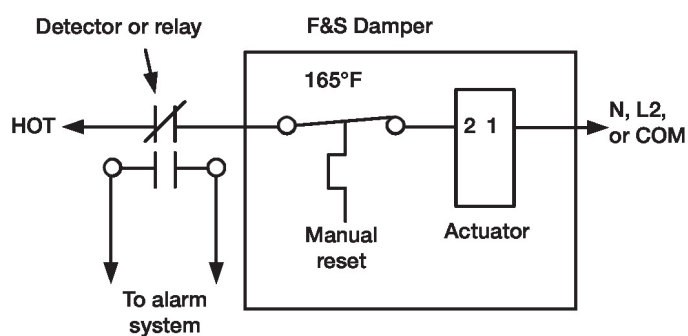 Detector or relay
F&S Damper
165°F
HOT
2 1
N, L2,
or COM
Manual
reset
Actuator
To alarm
system